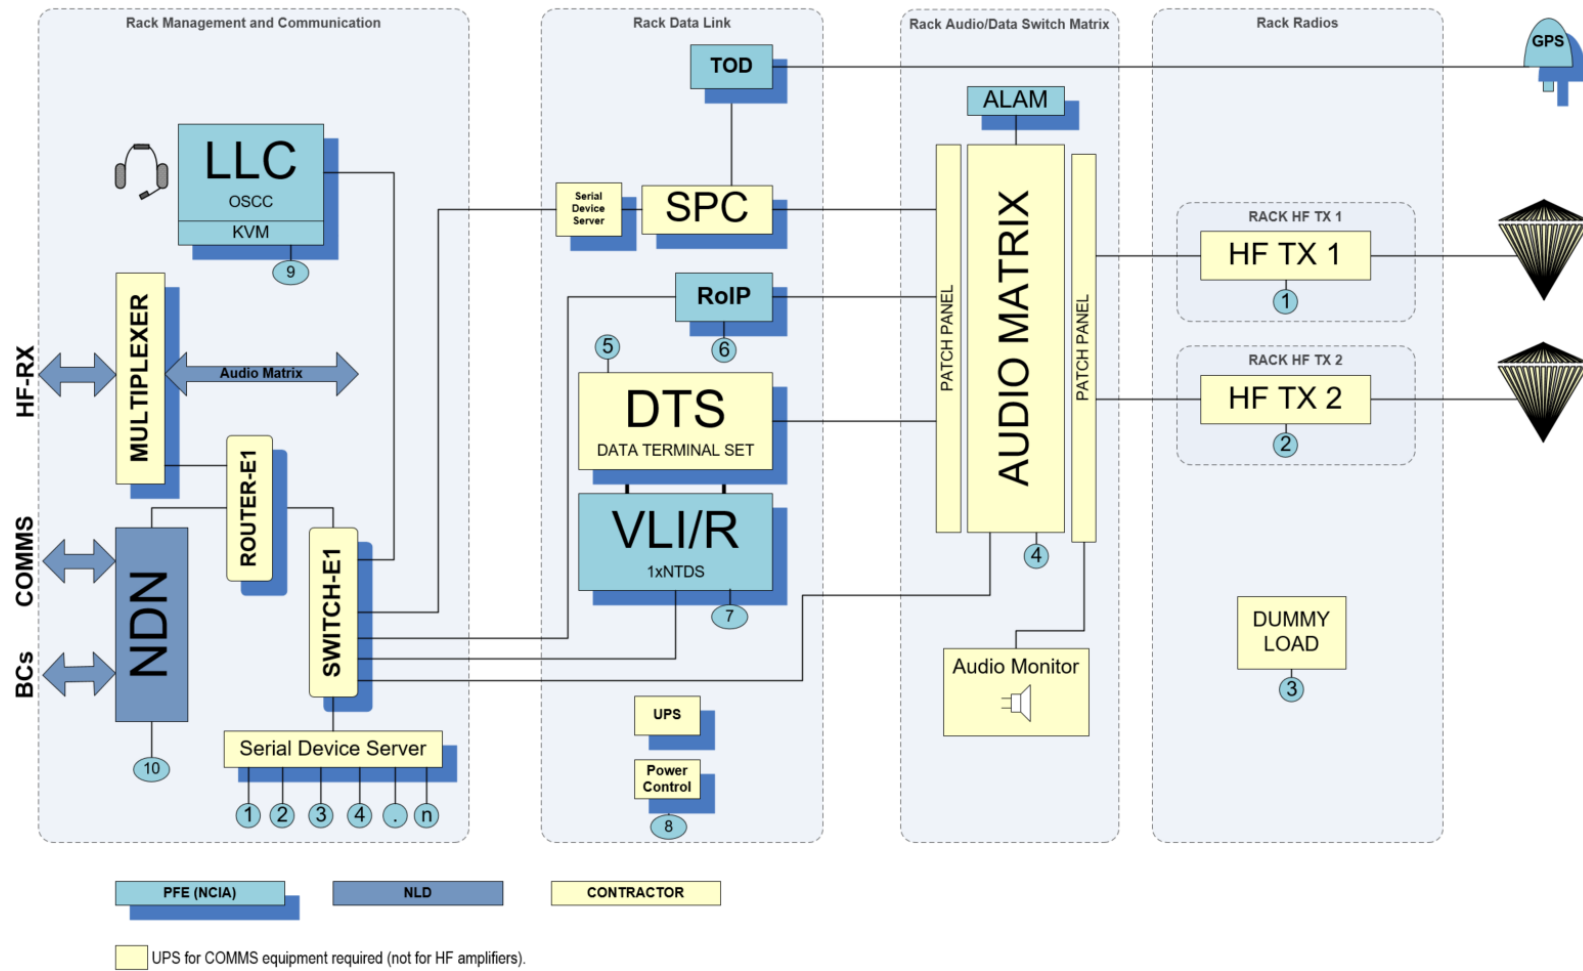 Rack Management and Communication
Rack Data Link
Rack Audio/Data Switch Matrix
Rack Radios
TOD
GPS
ALAM
LLC
OSCC
KVM
9
Serial
Device
Server
SPC
RACK HF TX 1
HF TX 1
1
RoIP
6
5
HF-RX
MULTIPLEXER
Audio Matrix
DTS
DATA TERMINAL SET
PATCH PANEL
AUDIO MATRIX
PATCH PANEL
4
RACK HF TX 2
HF TX 2
2
ROUTER-E1
COMMS
NDN
BCs
10
SWITCH-E1
VLI/R
1xNTDS
7
DUMMY
LOAD
3
Audio Monitor
UPS
Power
Control
8
Serial Device Server
1 2 3 4 . n
PFE (NCIA)
NLD
CONTRACTOR
UPS for COMMS equipment required (not for HF amplifiers).